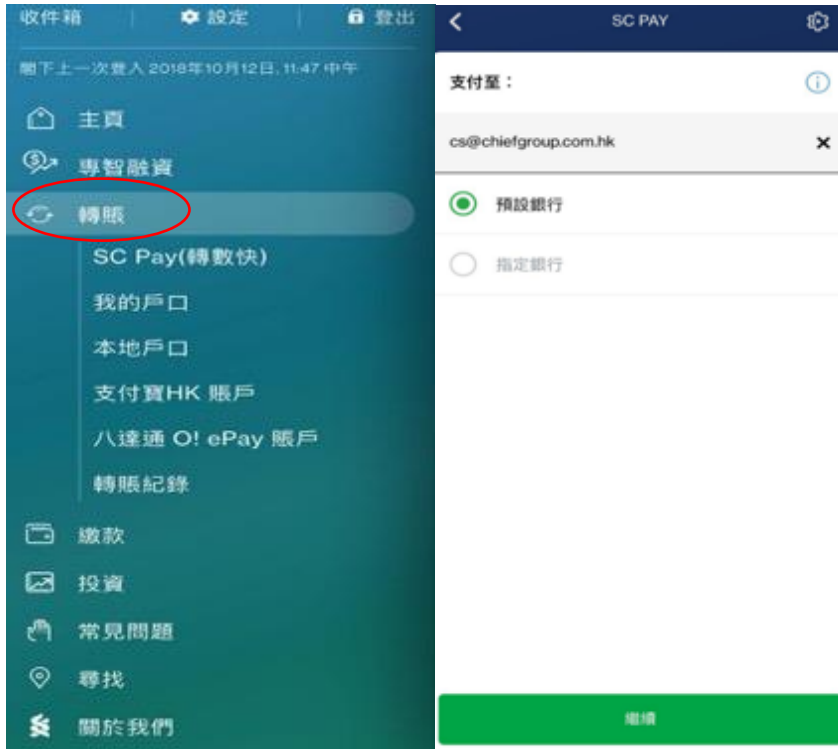 收件箱
設定
登出
閣下上一次登入 2018年10月12日, 11:47 中午
主頁
專智融資
轉賬
SC Pay(轉數快)
我的戶口
本地戶口
支付寶HK 賬戶
八達通 O! ePay 賬戶
轉賬紀錄
繳款
投資
常見問題
尋找
關於我們
SC PAY
支付至：
cs@chiefgroup.com.hk
預設銀行
指定銀行
繼續